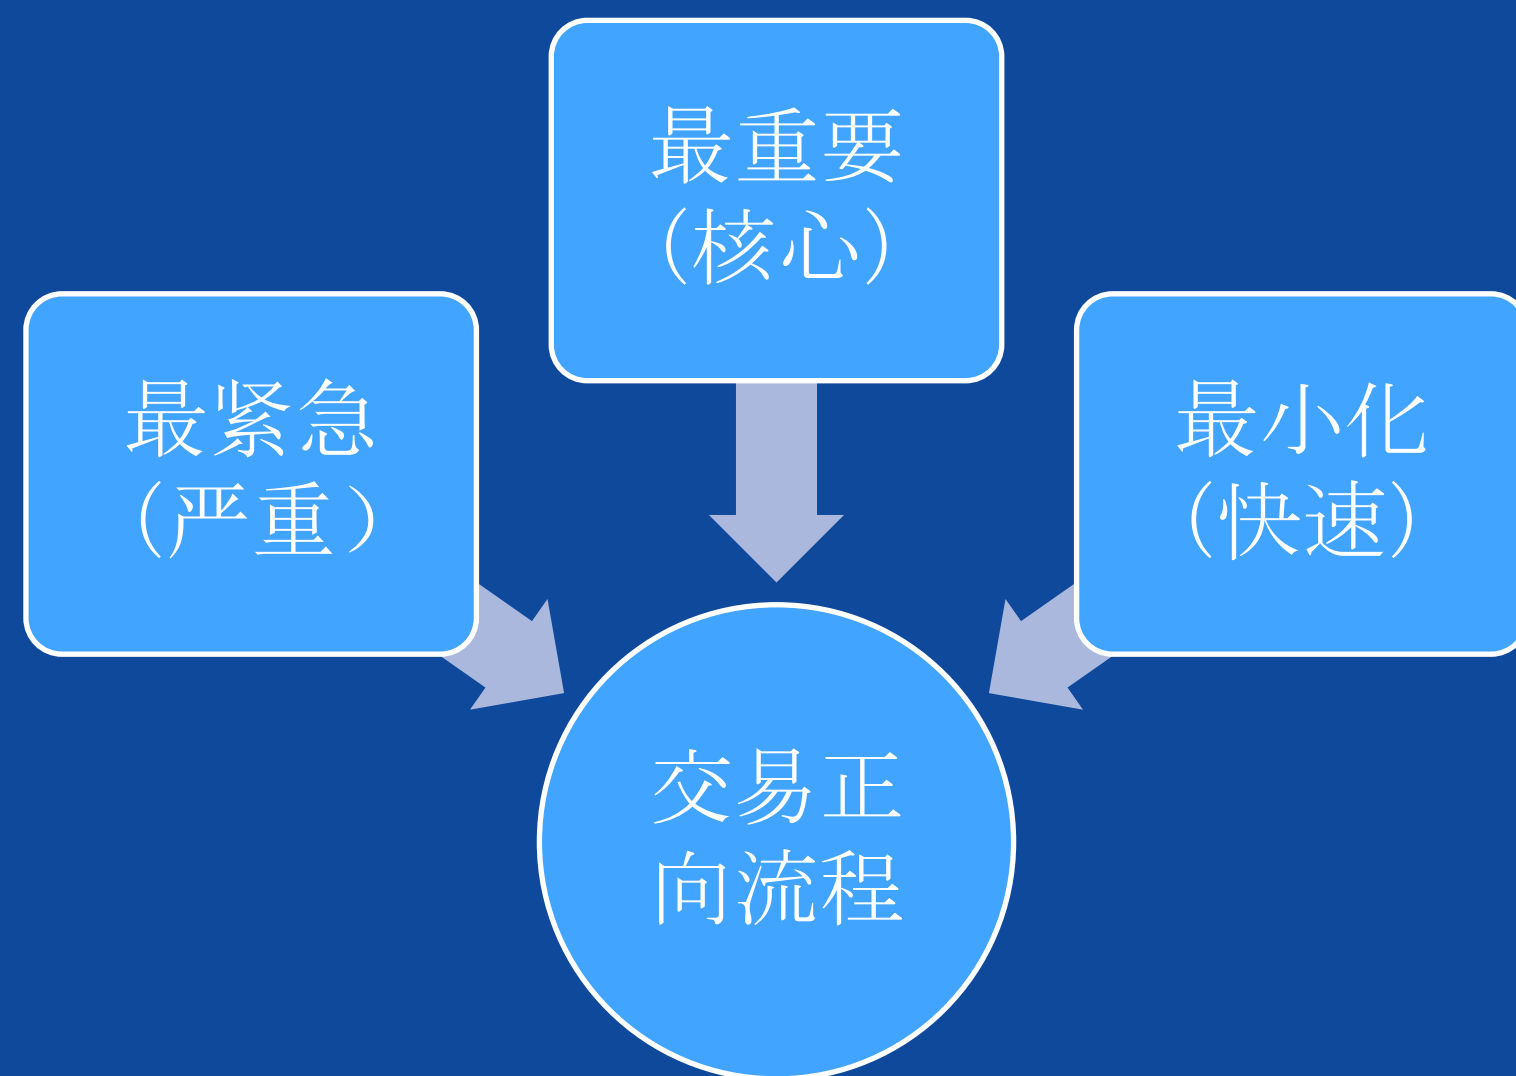 最重要
（核心）
最紧急
（严重）
最小化
（快速）
交易正
向流程